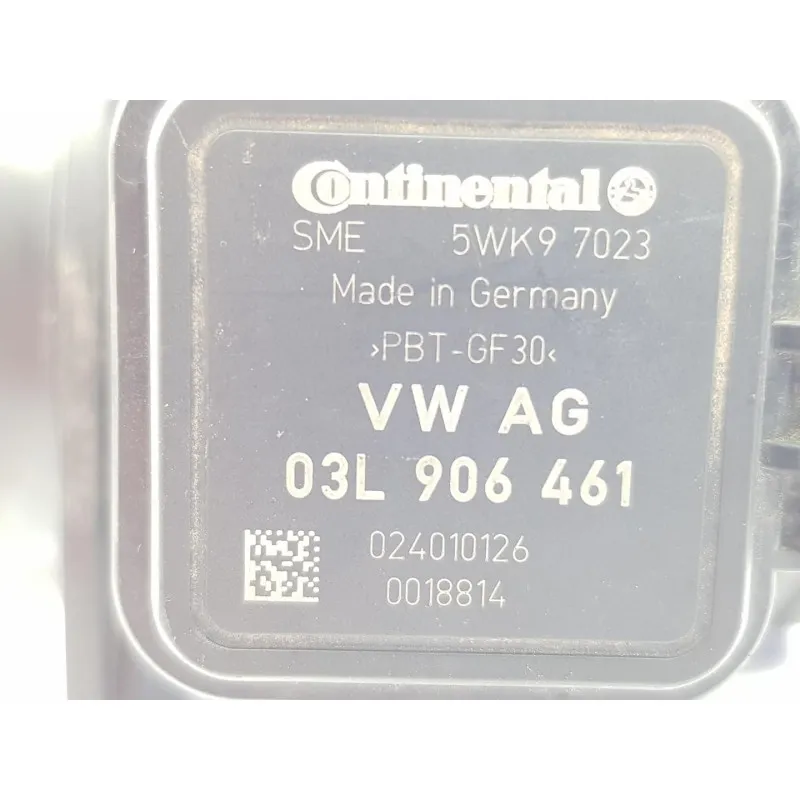 Continental
SME 5WK9 7023
Made in Germany
>PBT-GF30<
VW AG
03L 906 461
024010126
0018814